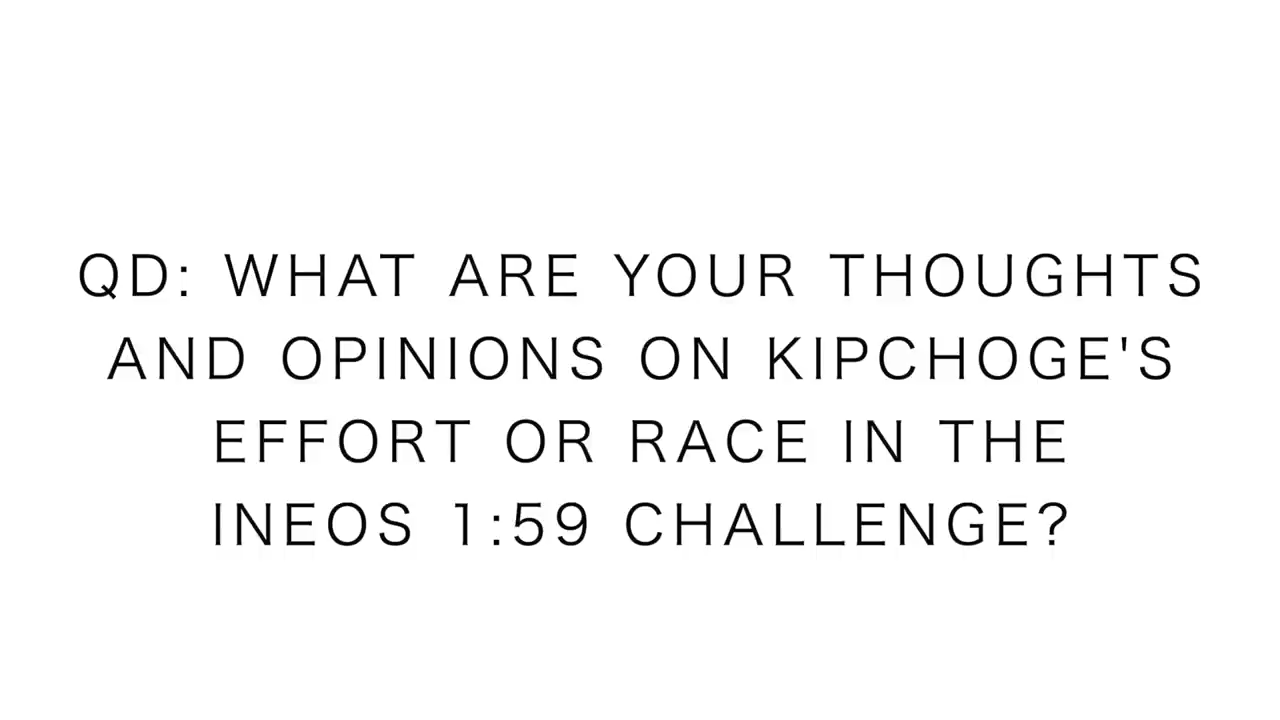 QD: WHAT ARE YOUR THOUGHTS
AND OPINIONS ON KIPCHOGE'S
EFFORT OR RACE IN THE
INEOS 1:59 CHALLENGE?